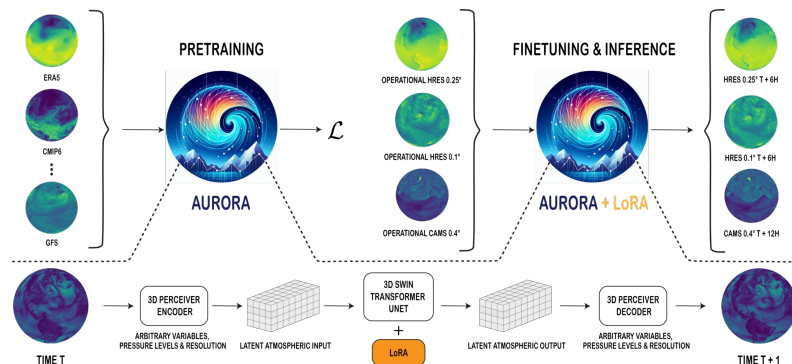 PRETRAINING
FINETUNING & INFERENCE
ERA5
CMIP6
GFS
AURORA
ℒ
OPERATIONAL HRES 0.25°
OPERATIONAL HRES 0.1°
OPERATIONAL CAMS 0.4°
AURORA + LoRA
HRES 0.25° T + 6H
HRES 0.1° T + 6H
CAMS 0.4° T + 12H
TIME T
3D PERCEIVER
ENCODER
ARBITRARY VARIABLES,
PRESSURE LEVELS & RESOLUTION
LATENT ATMOSPHERIC INPUT
3D SWIN
TRANSFORMER
UNET
+
LoRA
LATENT ATMOSPHERIC OUTPUT
3D PERCEIVER
DECODER
ARBITRARY VARIABLES,
PRESSURE LEVELS & RESOLUTION
TIME T + 1